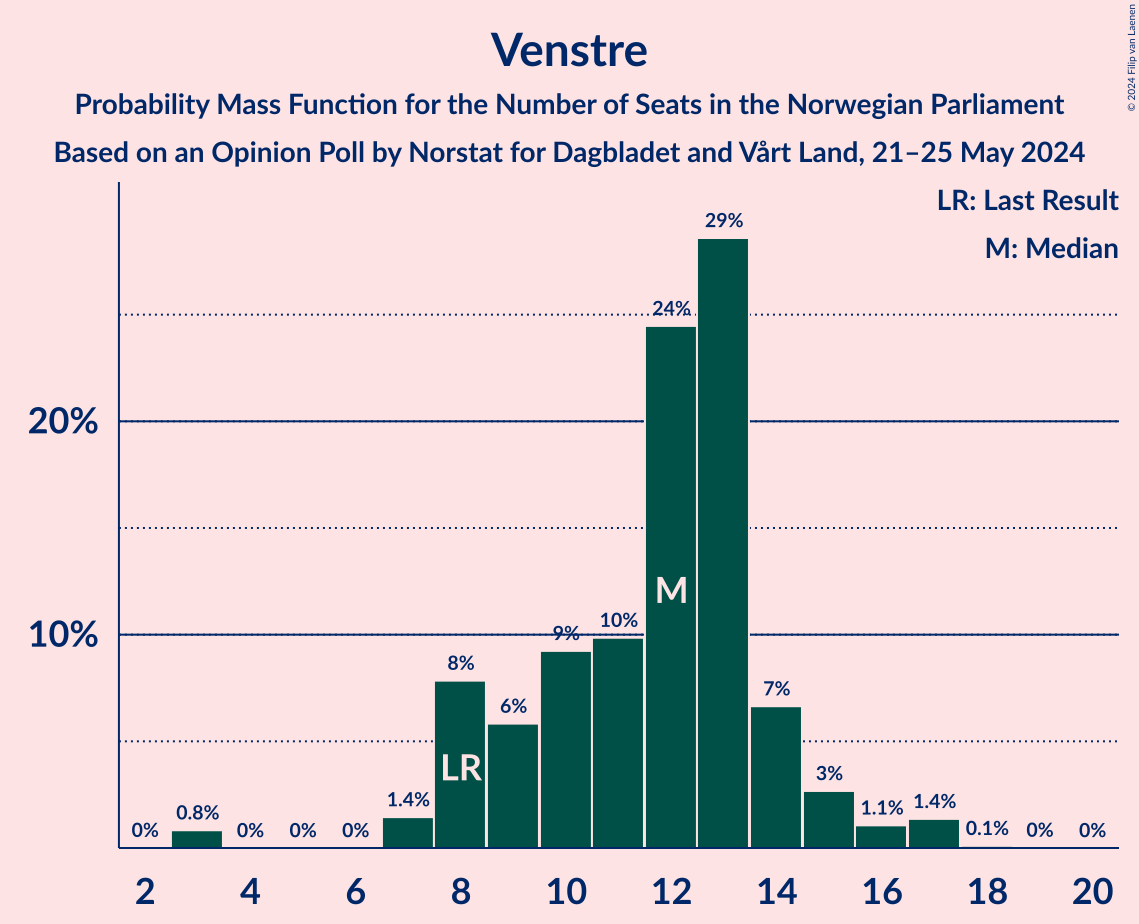 © 2024 Filip van Laenen
Venstre
Probability Mass Function for the Number of Seats in the Norwegian Parliament
Based on an Opinion Poll by Norstat for Dagbladet and Vårt Land, 21–25 May 2024
LR: Last Result
M: Median
20%
10%
0% 0.8% 0% 0% 0% 1.4% 8% 6% 9% 10% 24% 29% 7% 3% 1.1% 1.4% 0.1% 0% 0%
LR
M
2 4 6 8 10 12 14 16 18 20